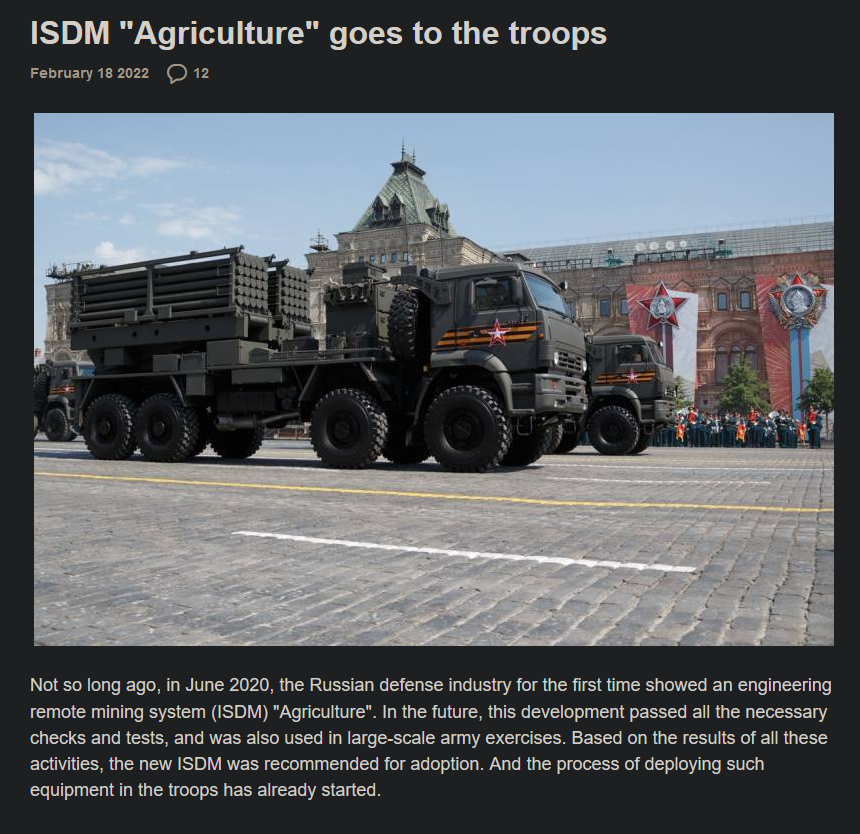 ISDM "Agriculture" goes to the troops
February 18 2022 12
Not so long ago, in June 2020, the Russian defense industry for the first time showed an engineering
remote mining system (ISDM) "Agriculture". In the future, this development passed all the necessary
checks and tests, and was also used in large-scale army exercises. Based on the results of all these
activities, the new ISDM was recommended for adoption. And the process of deploying such
equipment in the troops has already started.